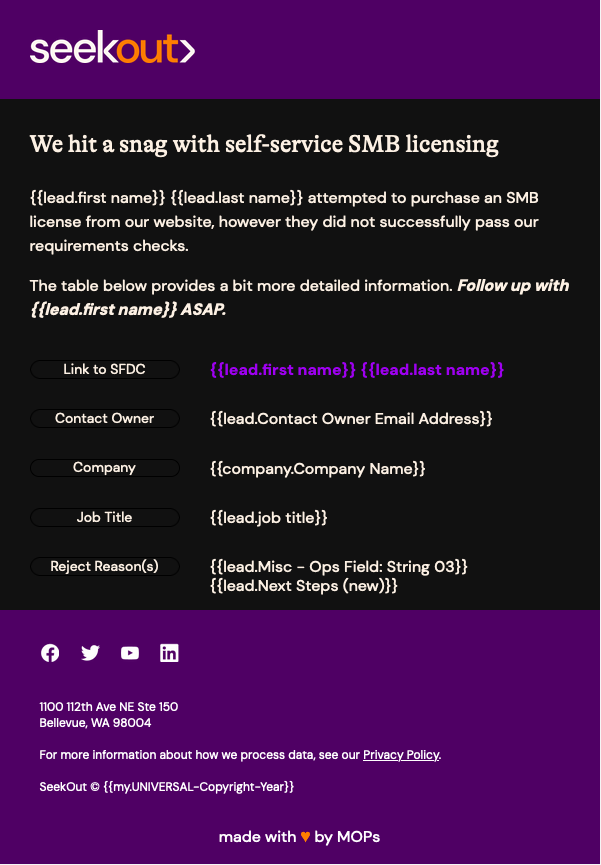 seekout>
We hit a snag with self-service SMB licensing
{{lead.first name}} {{lead.last name}} attempted to purchase an SMB
license from our website, however they did not successfully pass our
requirements checks.
The table below provides a bit more detailed information. Follow up with
{{lead.first name}} ASAP.
Link to SFDC {{lead.first name}} {{lead.last name}}
Contact Owner {{lead.Contact Owner Email Address}}
Company {{company.Company Name}}
Job Title {{lead.job title}}
Reject Reason(s) {{lead.Misc - Ops Field: String 03}}
{{lead.Next Steps (new)}}
1100 112th Ave NE Ste 150
Bellevue, WA 98004
For more information about how we process data, see our Privacy Policy.
SeekOut © {{my.UNIVERSAL-Copyright-Year}}
made with ♥ by MOPs